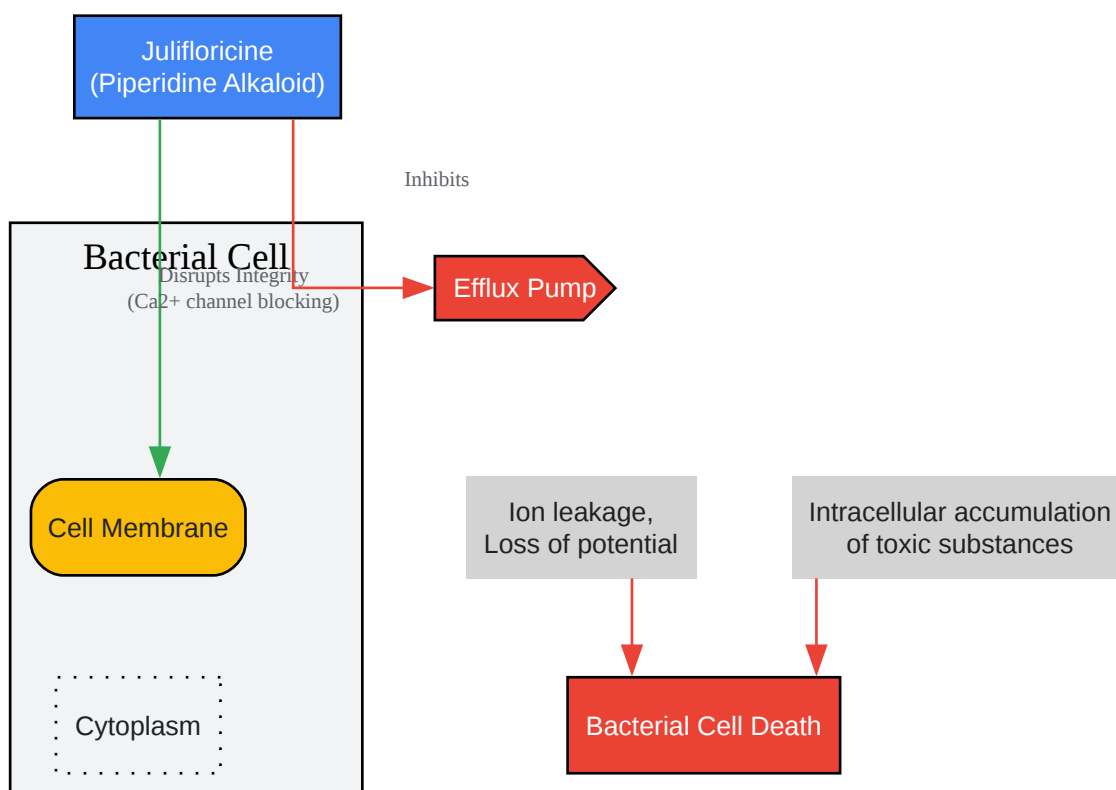 Julifloricine
(Piperidine Alkaloid)
Inhibits
Bacterial Cell
Disrupts Integrity
(Ca2+ channel blocking)
Efflux Pump
Cell Membrane
Ion leakage,
Loss of potential
Intracellular accumulation
of toxic substances
Cytoplasm
Bacterial Cell Death